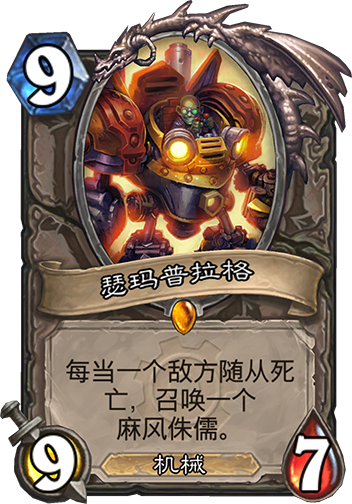 9
瑟玛普拉格
每当一个敌方随从死
亡，召唤一个
麻风侏儒。
9
机械
7